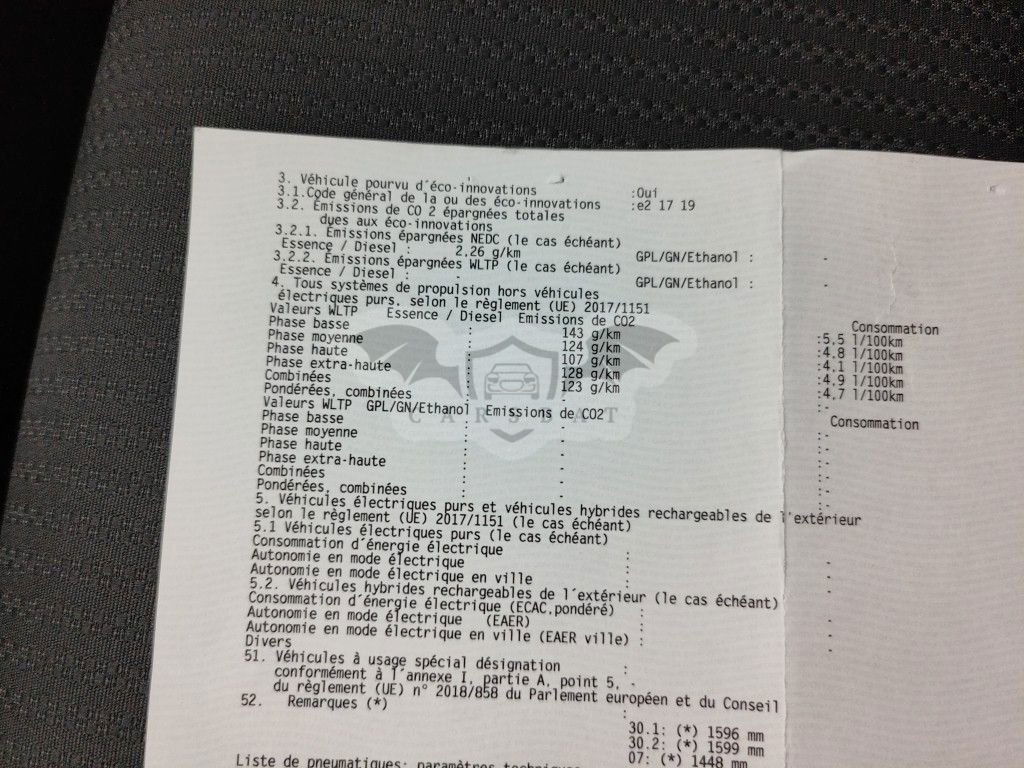 3. Véhicule pourvu d'éco-innovations :Oui
3.1.Code général de la ou des éco-innovations :e2 17 19
3.2. Émissions de CO 2 épargnées totales
dues aux éco-innovations
3.2.1. Émissions épargnées NEDC (le cas échéant)
Essence / Diesel : 2,26 g/km GPL/GN/Ethanol : -
3.2.2. Émissions épargnées WLTP (le cas échéant)
Essence / Diesel : - GPL/GN/Ethanol : -
4. Tous systèmes de propulsion hors véhicules
électriques purs. selon le règlement (UE) 2017/1151
Valeurs WLTP Essence / Diesel Emissions de CO2 Consommation
Phase basse : 143 g/km :5.5 l/100km
Phase moyenne : 124 g/km :4.8 l/100km
Phase haute : 107 g/km :4.1 l/100km
Phase extra-haute : 128 g/km :4.9 l/100km
Combinées : 123 g/km :4.7 l/100km
Pondérées, combinées : - :-
Valeurs WLTP GPL/GN/Ethanol Emissions de CO2 Consommation
Phase basse : - :-
Phase moyenne : - :-
Phase haute : - :-
Phase extra-haute : - :-
Combinées : - :-
Pondérées, combinées : - :-
5. Véhicules électriques purs et véhicules hybrides rechargeables de l'extérieur
selon le règlement (UE) 2017/1151 (le cas échéant)
5.1 Véhicules électriques purs (le cas échéant)
Consommation d'énergie électrique : -
Autonomie en mode électrique : -
Autonomie en mode électrique en ville : -
5.2. Véhicules hybrides rechargeables de l'extérieur (le cas échéant)
Consommation d'énergie électrique (ECAC,pondéré) : -
Autonomie en mode électrique (EAER) : -
Autonomie en mode électrique en ville (EAER ville) : -
Divers
51. Véhicules à usage spécial désignation :
conformément à l'annexe I, partie A, point 5, -
du règlement (UE) n° 2018/858 du Parlement européen et du Conseil
52. Remarques (*) :
30.1: (*) 1596 mm
30.2: (*) 1599 mm
07: (*) 1448 mm
Liste de pneumatiques: paramètres techniques
CARSBAT